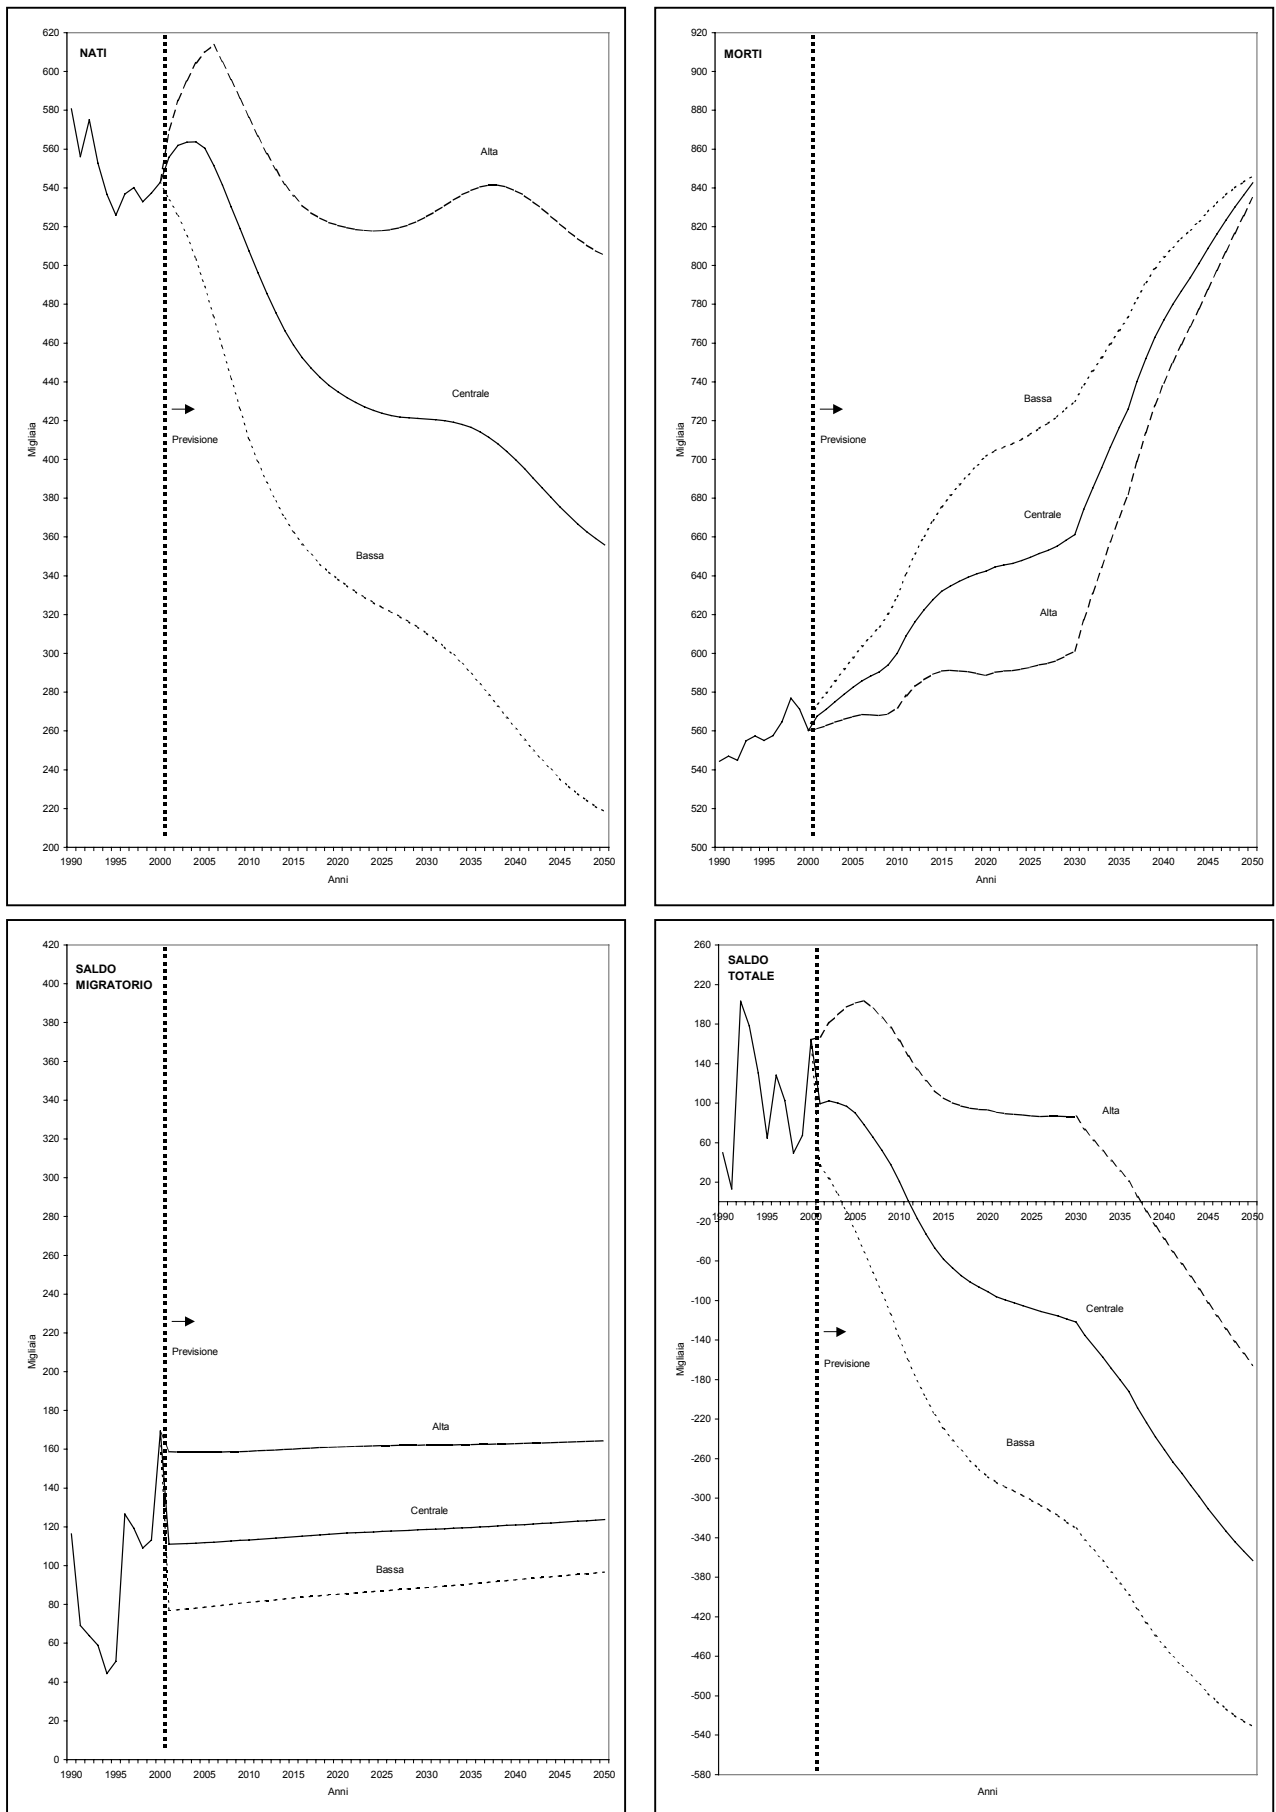 NATI
620
600
580
560
540
520
500
480
460
440
420
400
380
360
340
320
300
280
260
240
220
200
Migliaia
Alta
Centrale
Previsione
Bassa
1990 1995 2000 2005 2010 2015 2020 2025 2030 2035 2040 2045 2050
Anni
MORTI
920
900
880
860
840
820
800
780
760
740
720
700
680
660
640
620
600
580
560
540
520
500
Migliaia
Bassa
Previsione
Centrale
Alta
1990 1995 2000 2005 2010 2015 2020 2025 2030 2035 2040 2045 2050
Anni
SALDO
MIGRATORIO
420
400
380
360
340
320
300
280
260
240
220
200
180
160
140
120
100
80
60
40
20
0
Migliaia
Previsione
Alta
Centrale
Bassa
1990 1995 2000 2005 2010 2015 2020 2025 2030 2035 2040 2045 2050
Anni
SALDO
TOTALE
260
220
180
140
100
60
20
-20
-60
-100
-140
-180
-220
-260
-300
-340
-380
-420
-460
-500
-540
-580
Migliaia
Alta
1990 1995 2000 2005 2010 2015 2020 2025 2030 2035 2040 2045 2050
Centrale
Previsione
Bassa
Anni